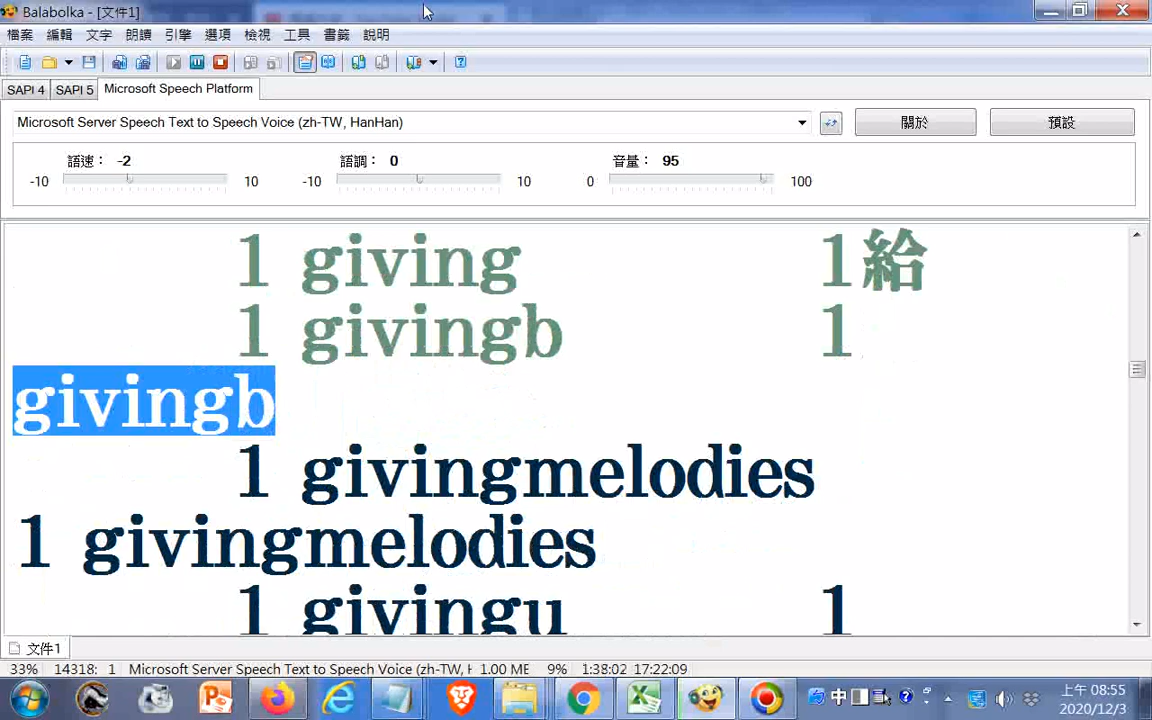 Balabolka - [文件1]
檔案 編輯 文字 朗讀 引擎 選項 檢視 工具 書籤 說明
SAPI 4 SAPI 5 Microsoft Speech Platform
Microsoft Server Speech Text to Speech Voice (zh-TW, HanHan) 關於 預設
語速： -2 語調： 0 音量： 95
-10 10 -10 10 0 100
1 giving 1給
1 givingb 1
givingb
1 givingmelodies
1 givingmelodies
1 givingu 1
文件1
33% 14318: 1 Microsoft Server Speech Text to Speech Voice (zh-TW, 1.00 ME 9% 1:38:02 17:22:09
中 上午 08:55
2020/12/3